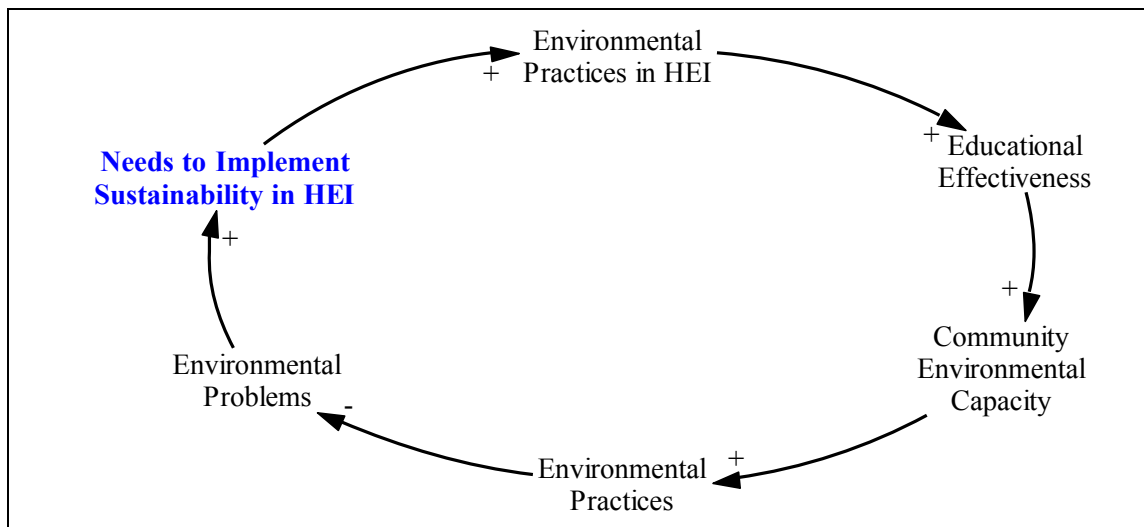 Environmental
Practices in HEI
+
+
Educational
Effectiveness
Needs to Implement
Sustainability in HEI
+
+
Community
Environmental
Capacity
Environmental
Problems
-
+
Environmental
Practices